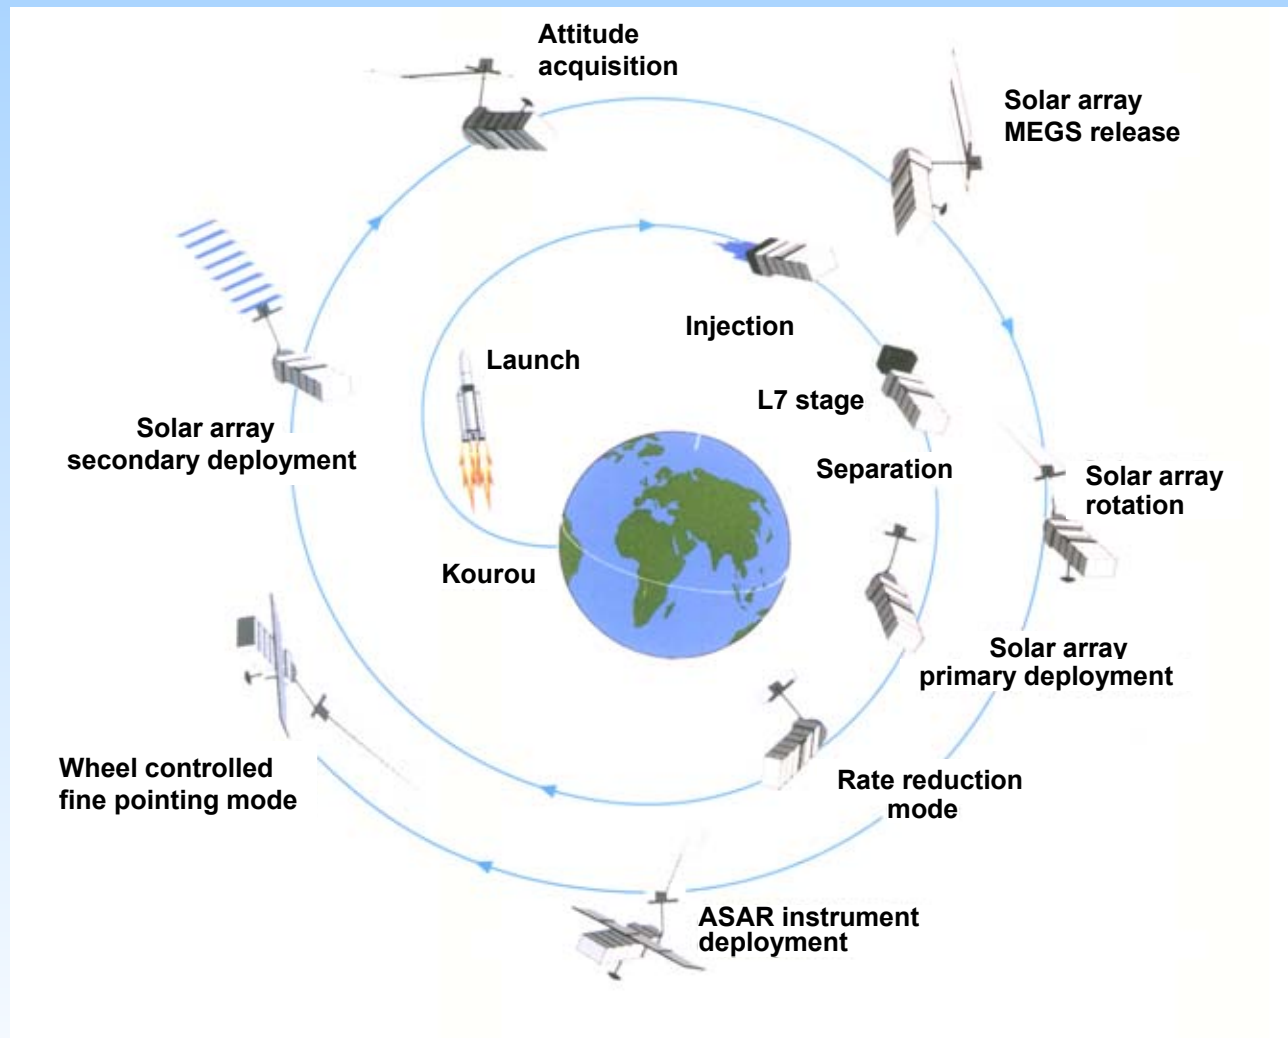 Attitude
acquisition
Solar array
MEGS release
Injection
Launch
L7 stage
Solar array
secondary deployment
Separation
Solar array
rotation
Kourou
Solar array
primary deployment
Wheel controlled
fine pointing mode
Rate reduction
mode
ASAR instrument
deployment